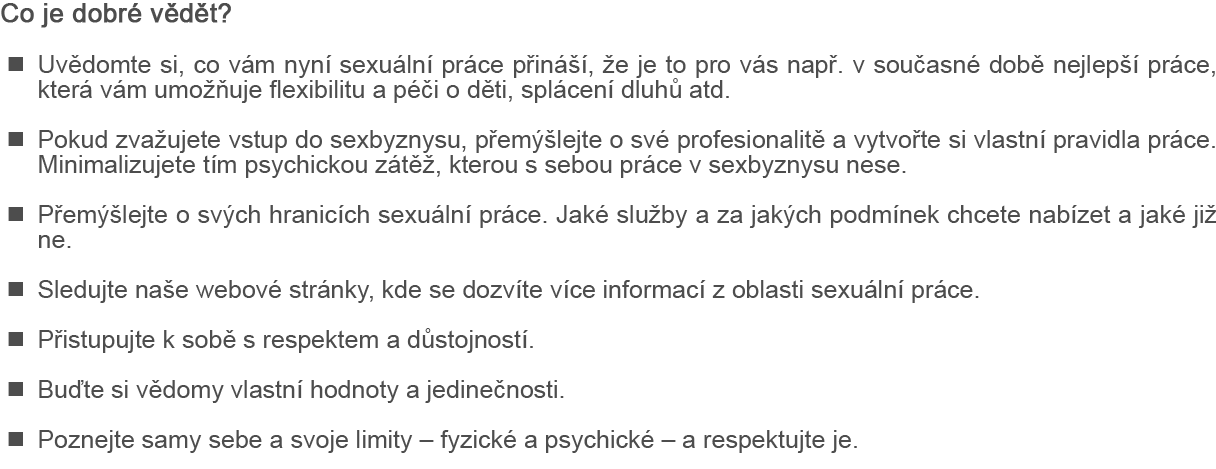 Co je dobré vědět?
■ Uvědomte si, co vám nyní sexuální práce přináší, že je to pro vás např. v současné době nejlepší práce,
která vám umožňuje flexibilitu a péči o děti, splácení dluhů atd.
■ Pokud zvažujete vstup do sexbyznysu, přemýšlejte o své profesionalitě a vytvořte si vlastní pravidla práce.
Minimalizujete tím psychickou zátěž, kterou s sebou práce v sexbyznysu nese.
■ Přemýšlejte o svých hranicích sexuální práce. Jaké služby a za jakých podmínek chcete nabízet a jaké již
ne.
■ Sledujte naše webové stránky, kde se dozvíte více informací z oblasti sexuální práce.
■ Přistupujte k sobě s respektem a důstojností.
■ Buďte si vědomy vlastní hodnoty a jedinečnosti.
■ Poznejte samy sebe a svoje limity – fyzické a psychické – a respektujte je.